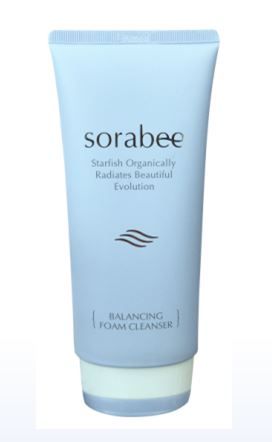 sorabee
Starfish Organically
Radiates Beautiful
Evolution
{ BALANCING
FOAM CLEANSER }